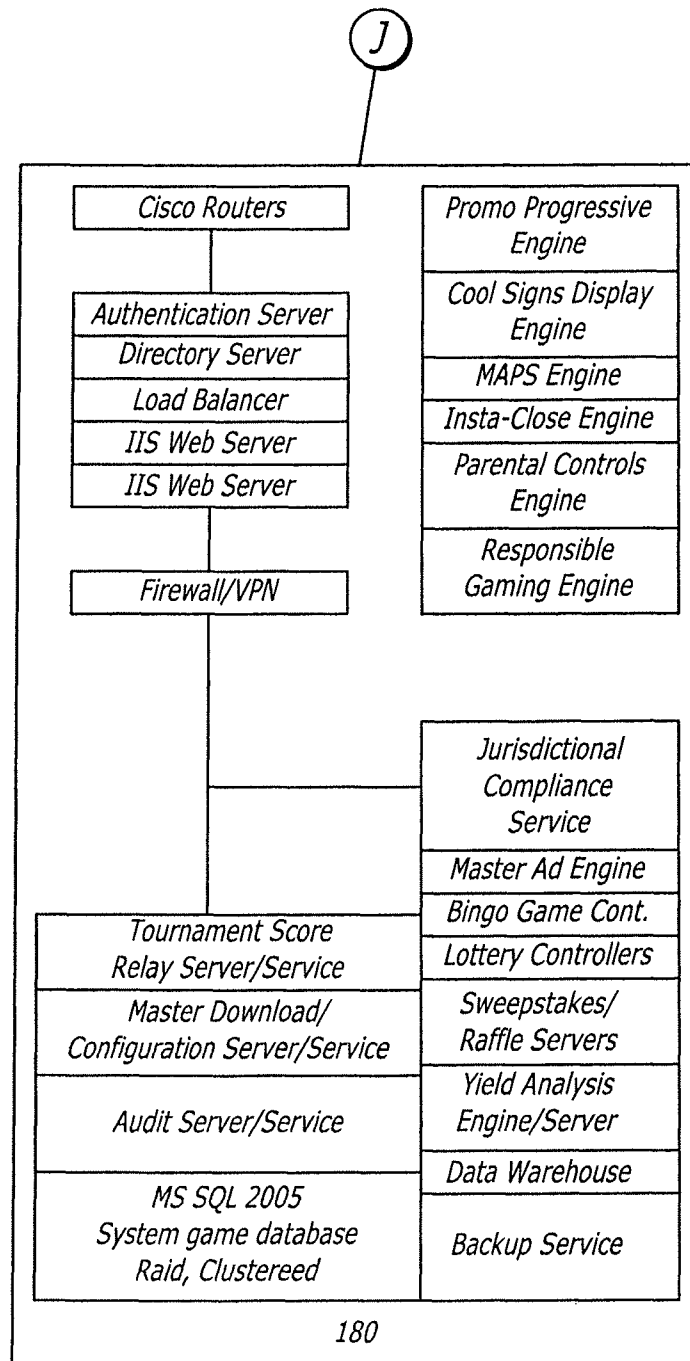 J
Cisco Routers
Authentication Server
Directory Server
Load Balancer
IIS Web Server
IIS Web Server
Firewall/VPN
Promo Progressive
Engine
Cool Signs Display
Engine
MAPS Engine
Insta-Close Engine
Parental Controls
Engine
Responsible
Gaming Engine
Tournament Score
Relay Server/Service
Master Download/
Configuration Server/Service
Audit Server/Service
MS SQL 2005
System game database
Raid, Clustereed
Jurisdictional
Compliance
Service
Master Ad Engine
Bingo Game Cont.
Lottery Controllers
Sweepstakes/
Raffle Servers
Yield Analysis
Engine/Server
Data Warehouse
Backup Service
180